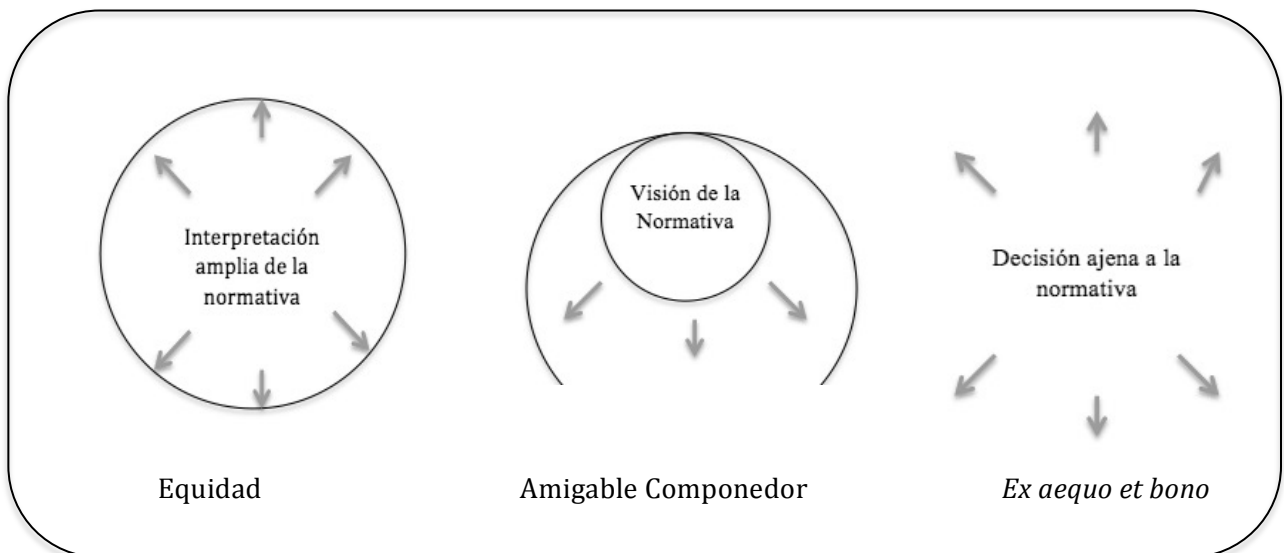 Interpretación
amplia de la
normativa
Visión de la
Normativa
Decisión ajena a la
normativa
Equidad
Amigable Componedor
Ex aequo et bono